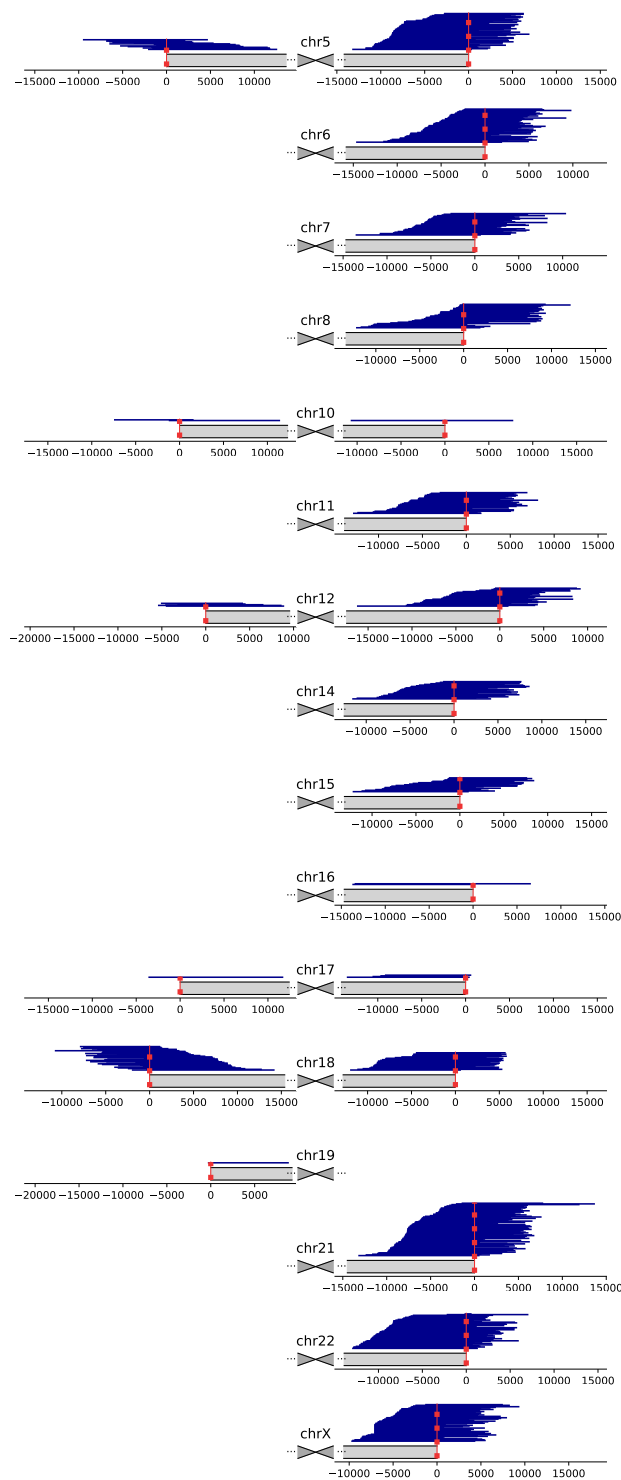 chr5
−15000 −10000 −5000 0 5000 10000 −15000 −10000 −5000 0 5000 10000 15000
chr6
−15000 −10000 −5000 0 5000 10000
chr7
−15000 −10000 −5000 0 5000 10000
chr8
−10000 −5000 0 5000 10000 15000
chr10
−15000 −10000 −5000 0 5000 10000 −10000 −5000 0 5000 10000 15000
chr11
−10000 −5000 0 5000 10000 15000
chr12
−20000 −15000 −10000 −5000 0 5000 10000 −15000 −10000 −5000 0 5000 10000
chr14
−10000 −5000 0 5000 10000 15000
chr15
−10000 −5000 0 5000 10000 15000
chr16
−15000 −10000 −5000 0 5000 10000 15000
chr17
−15000 −10000 −5000 0 5000 10000 −10000 −5000 0 5000 10000 15000
chr18
−10000 −5000 0 5000 10000 15000 −10000 −5000 0 5000 10000 15000
chr19
−20000 −15000 −10000 −5000 0 5000
chr21
−15000 −10000 −5000 0 5000 10000 15000
chr22
−10000 −5000 0 5000 10000 15000
chrX
−10000 −5000 0 5000 10000 15000